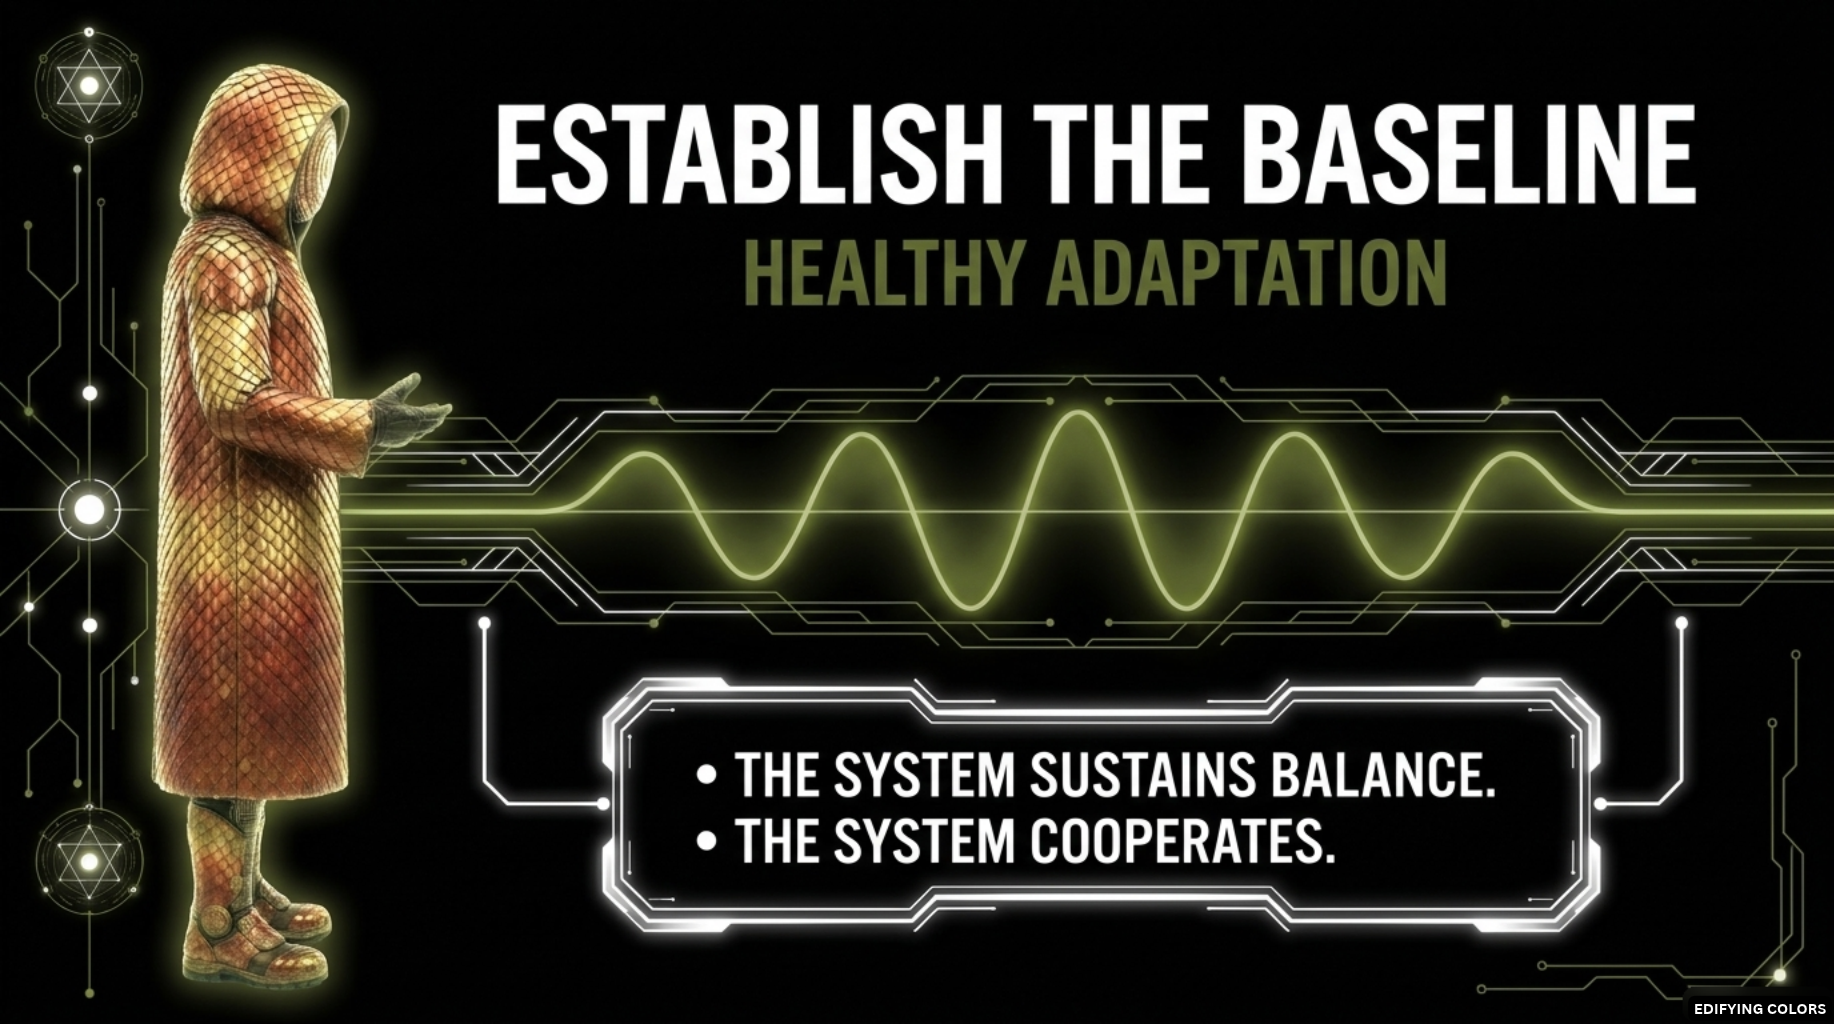 ESTABLISH THE BASELINE
HEALTHY ADAPTATION
• THE SYSTEM SUSTAINS BALANCE.
• THE SYSTEM COOPERATES.
EDIFYING COLORS